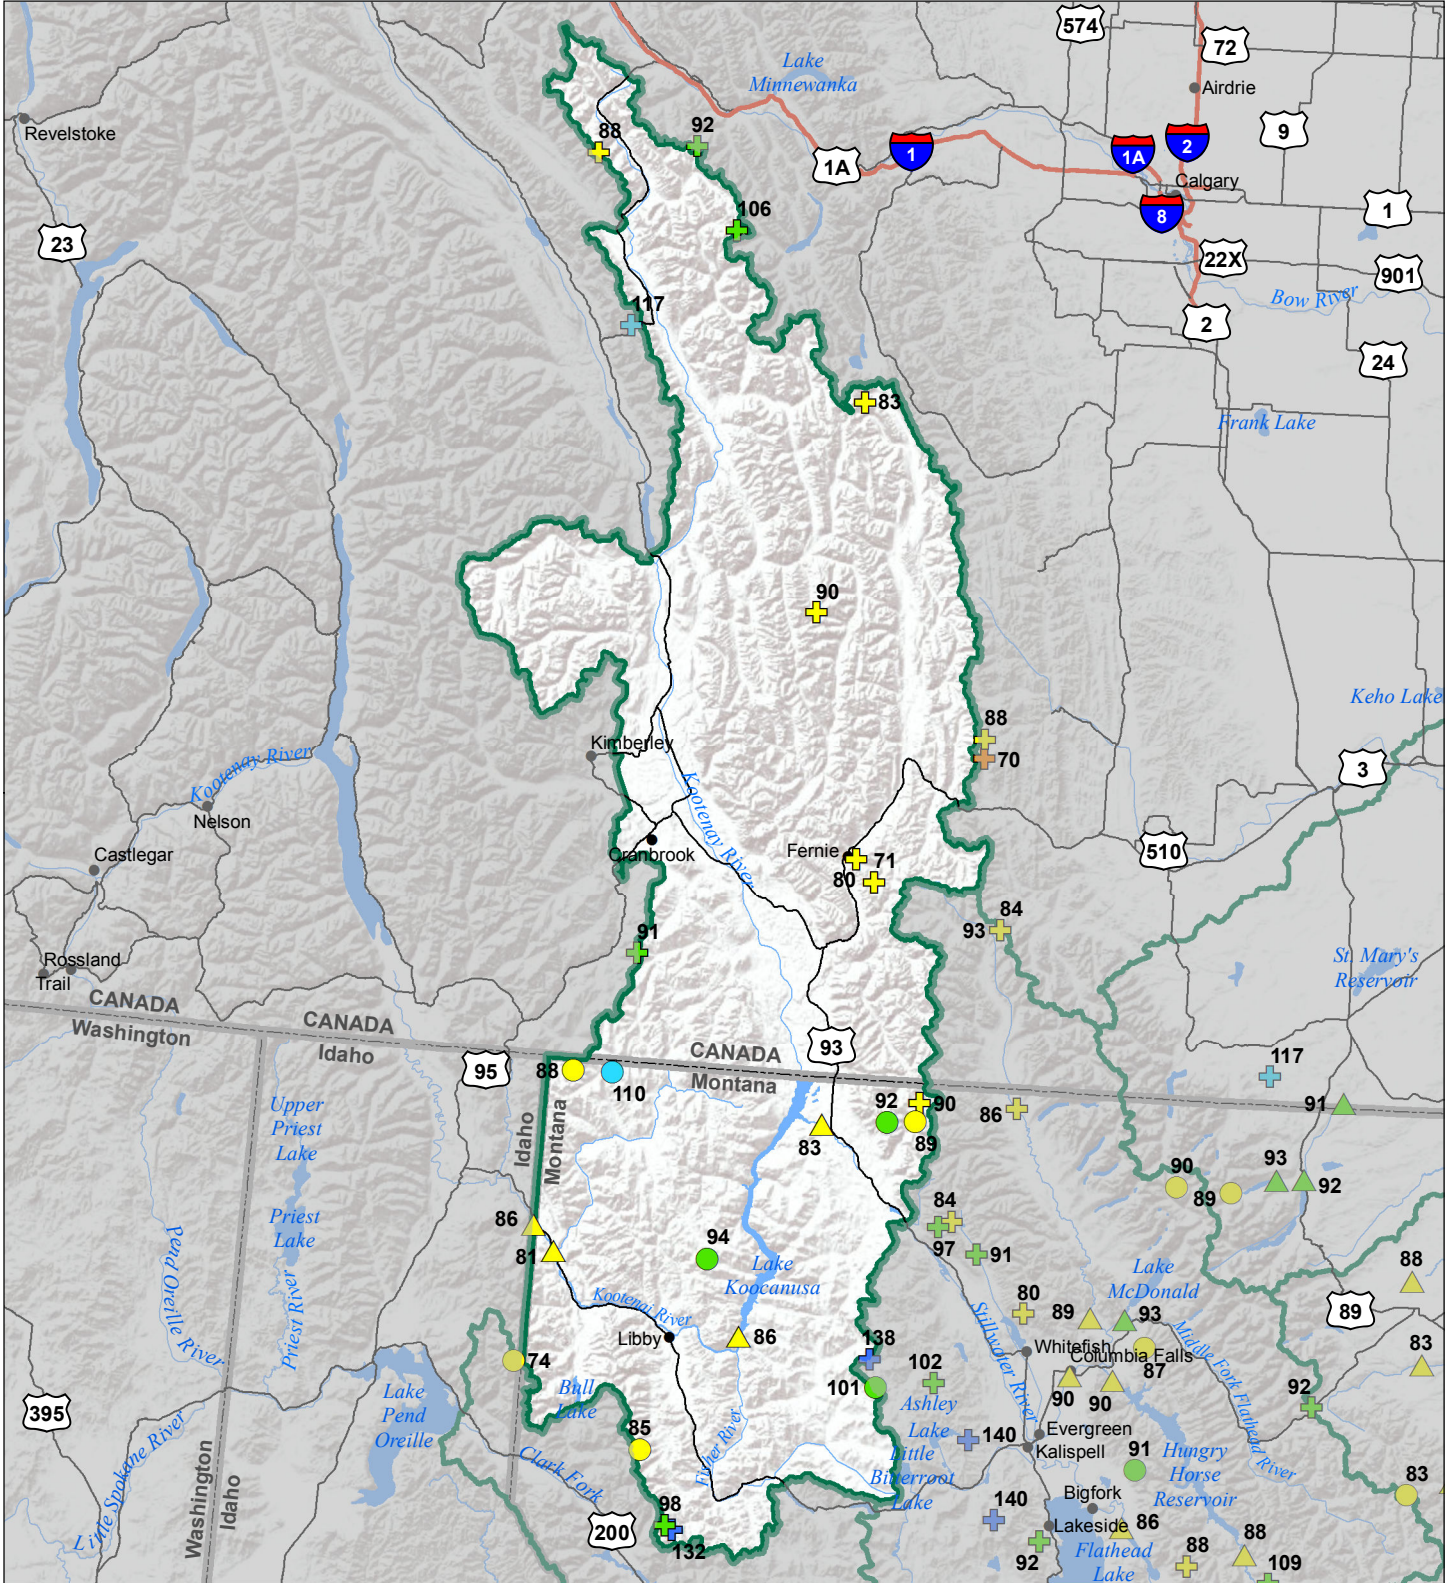 574
72
Lake
Minnewanka
Airdrie
Revelstoke
88
92
1A
1
1A
2
9
Calgary
106
8
1
23
22X
901
117
Bow River
2
24
83
Frank Lake
90
Keho Lake
88
70
Kimberley
Kootenay River
3
Kootenay River
Nelson
Castlegar
Cranbrook
Fernie
71
80
510
84
93
91
Rossland
Trail
St. Mary's
Reservoir
CANADA
Washington
CANADA
Idaho
93
CANADA
Montana
95
88
110
117
91
Upper
Priest
Lake
Idaho
Montana
92
90
89
83
86
90
93
89
92
Priest
Lake
86
81
84
97
91
94
Lake
Koocanusa
Lake
McDonald
88
Pend Oreille River
Priest River
Kootenai River
80
89
93
89
Libby
86
138
Stillwater River
Whitefish
Columbia Falls
87
Middle Fork Flathead River
83
74
101
102
90
90
92
395
Lake
Pend
Oreille
Bull
Lake
Ashley
Lake
Little
Bitterroot
Lake
140
Evergreen
Kalispell
91
Hungry
Horse
Reservoir
85
Fisher River
Clark Fork
Little Spokane River
Washington
Idaho
83
98
132
200
140
Bigfork
Lakeside
86
92
Flathead
Lake
88
88
109